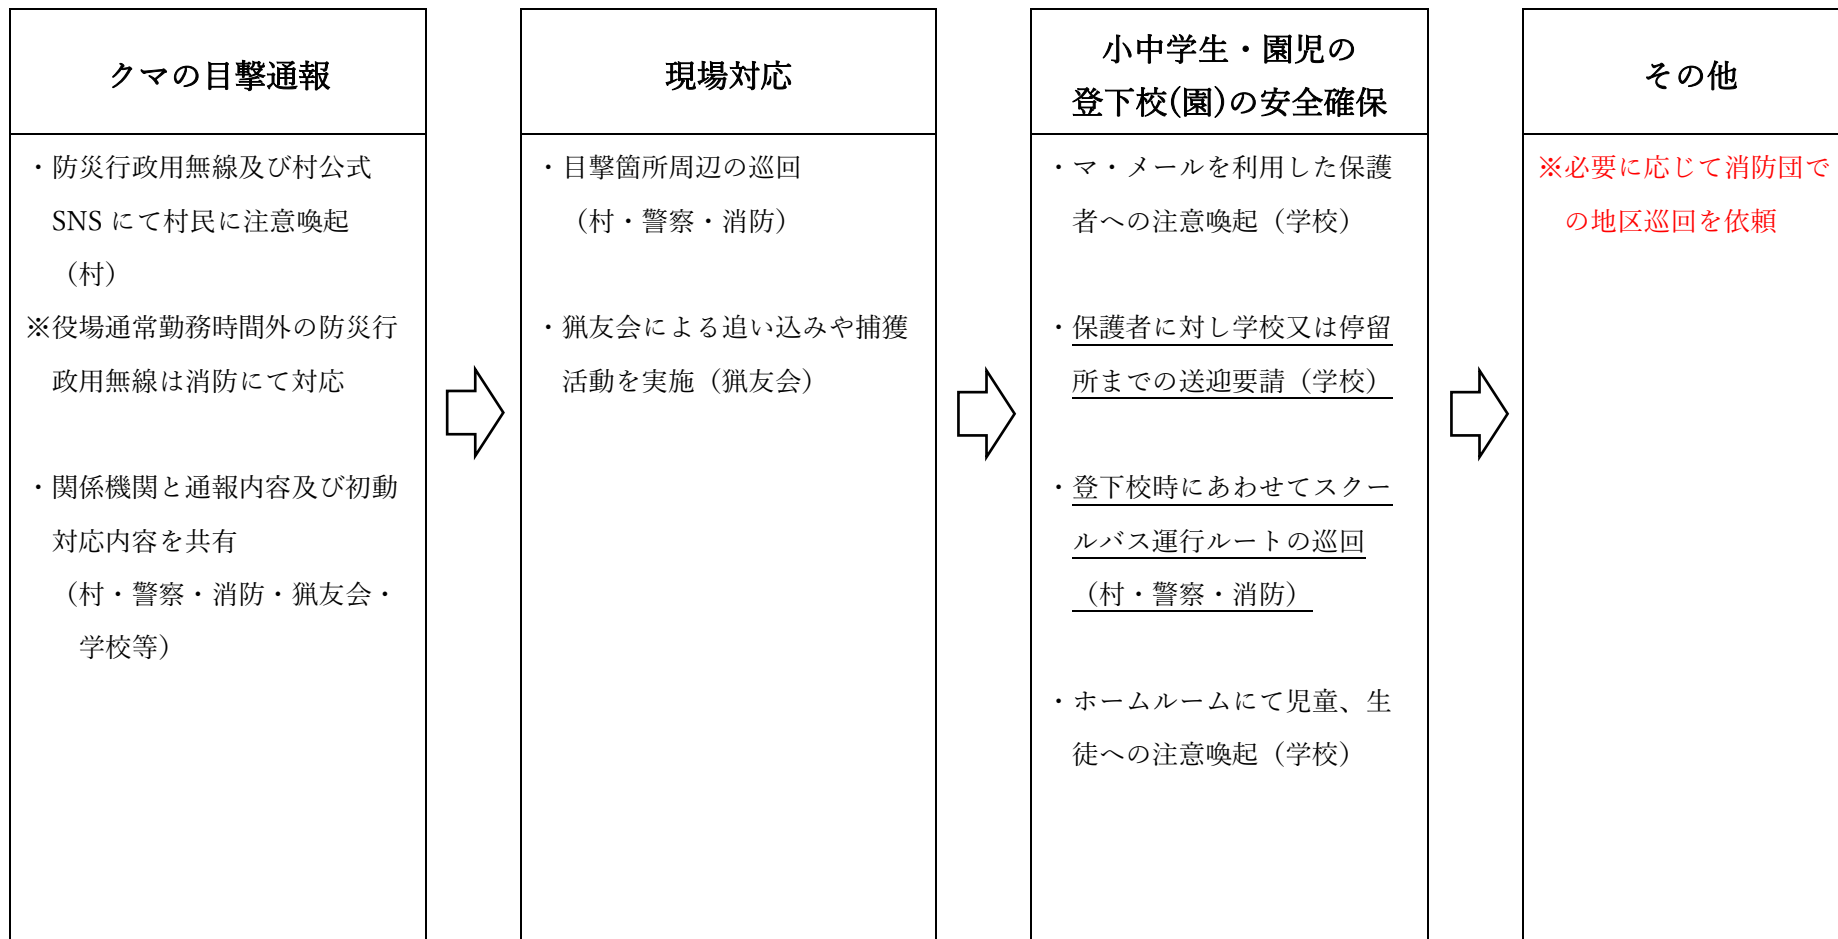 クマの目撃通報
・防災行政用無線及び村公式
SNS にて村民に注意喚起
（村）
※役場通常勤務時間外の防災行
政用無線は消防にて対応
・関係機関と通報内容及び初動
対応内容を共有
（村・警察・消防・猟友会・
学校等）
現場対応
・目撃箇所周辺の巡回
（村・警察・消防）
・猟友会による追い込みや捕獲
活動を実施（猟友会）
小中学生・園児の
登下校(園)の安全確保
・マ・メールを利用した保護
者への注意喚起（学校）
・保護者に対し学校又は停留
所までの送迎要請（学校）
・登下校時にあわせてスクー
ルバス運行ルートの巡回
（村・警察・消防）
・ホームルームにて児童、生
徒への注意喚起（学校）
その他
※必要に応じて消防団で
の地区巡回を依頼